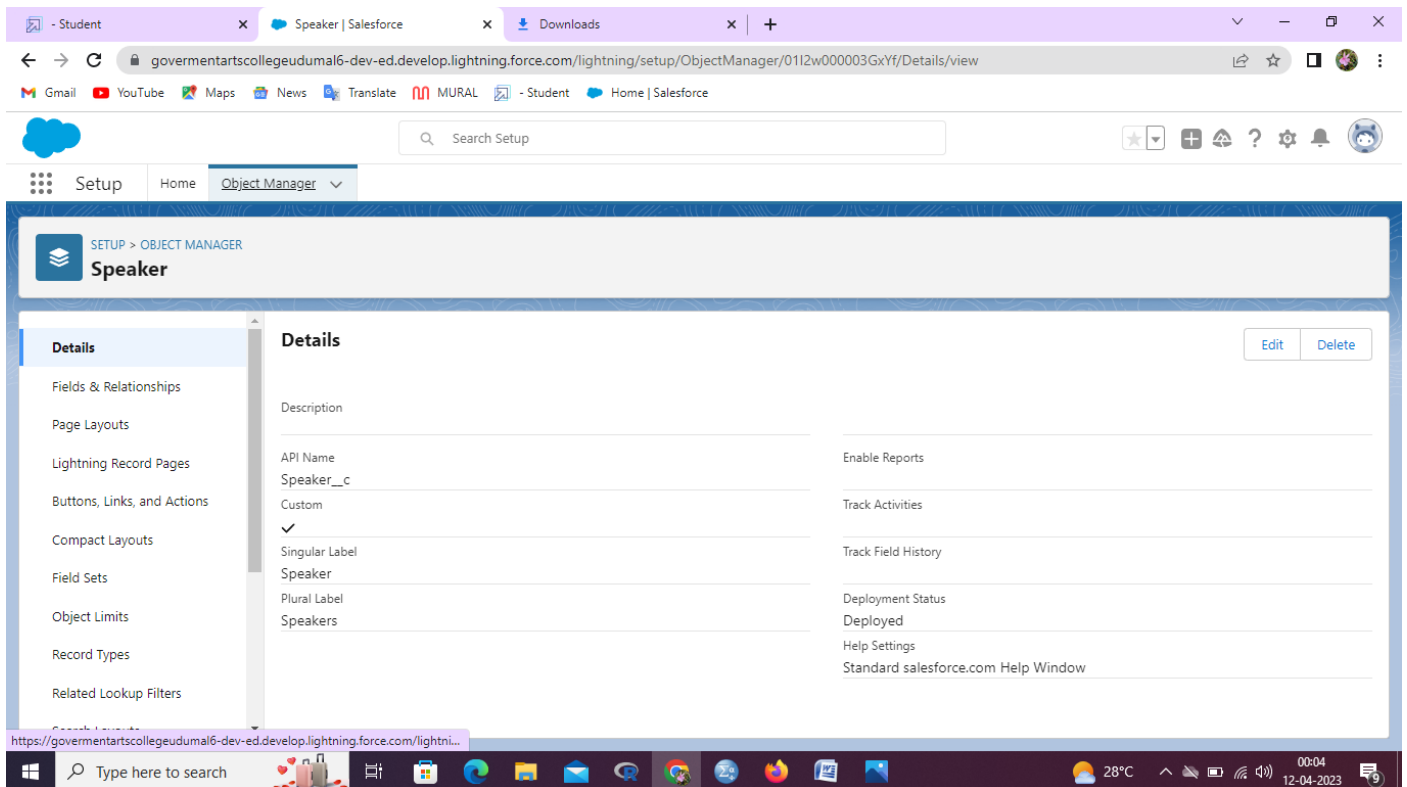 - Student
Speaker | Salesforce
Downloads
govermentartscollegeudumal6-dev-ed.develop.lightning.force.com/lightning/setup/ObjectManager/01I2w000003GxYf/Details/view
Gmail YouTube Maps News Translate MURAL - Student Home | Salesforce
Search Setup
Setup Home Object Manager
SETUP > OBJECT MANAGER
Speaker
Details
Fields & Relationships
Page Layouts
Lightning Record Pages
Buttons, Links, and Actions
Compact Layouts
Field Sets
Object Limits
Record Types
Related Lookup Filters
Details
Edit Delete
Description
API Name
Speaker__c
Custom
Singular Label
Speaker
Plural Label
Speakers
Enable Reports
Track Activities
Track Field History
Deployment Status
Deployed
Help Settings
Standard salesforce.com Help Window
https://govermentartscollegeudumal6-dev-ed.develop.lightning.force.com/lightni...
Type here to search
28°C
00:04
12-04-2023
9